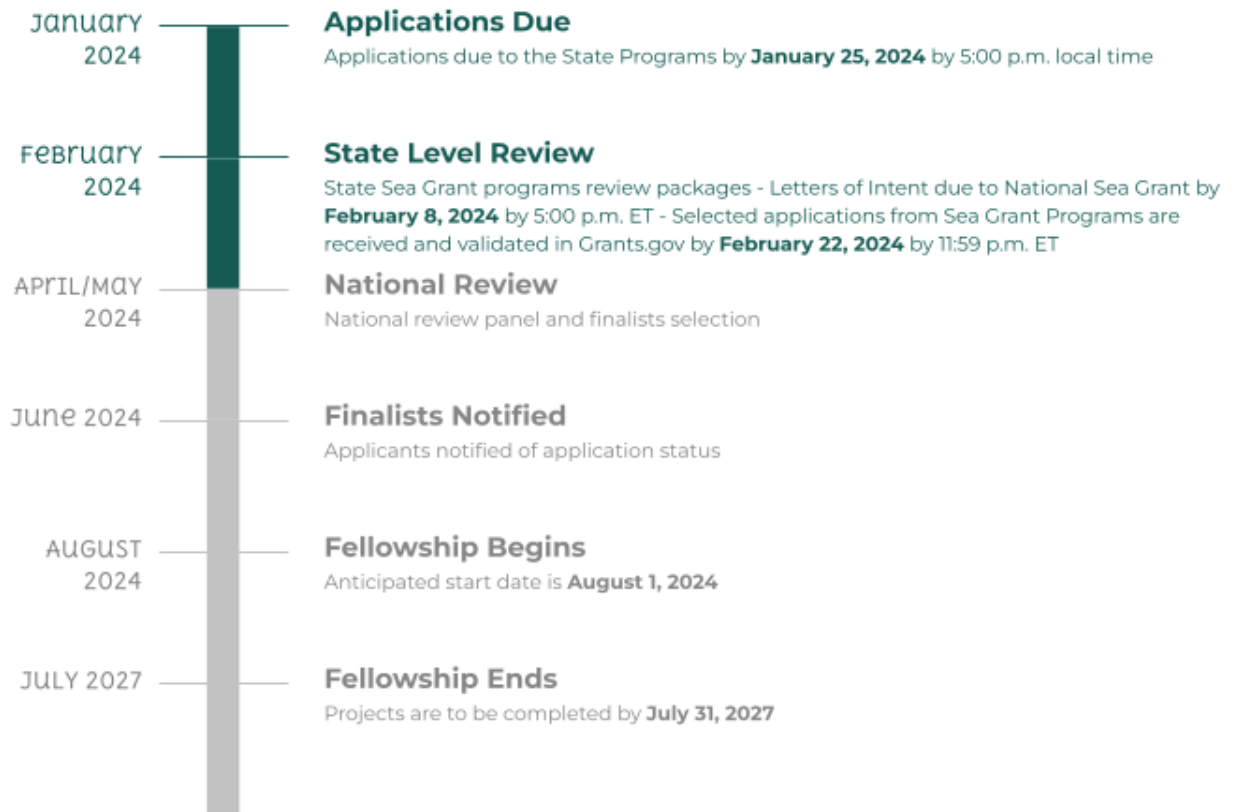 January
2024
Applications Due
Applications due to the State Programs by January 25, 2024 by 5:00 p.m. local time
February
2024
State Level Review
State Sea Grant programs review packages - Letters of Intent due to National Sea Grant by
February 8, 2024 by 5:00 p.m. ET - Selected applications from Sea Grant Programs are
received and validated in Grants.gov by February 22, 2024 by 11:59 p.m. ET
April/May
2024
National Review
National review panel and finalists selection
June 2024
Finalists Notified
Applicants notified of application status
August
2024
Fellowship Begins
Anticipated start date is August 1, 2024
July 2027
Fellowship Ends
Projects are to be completed by July 31, 2027